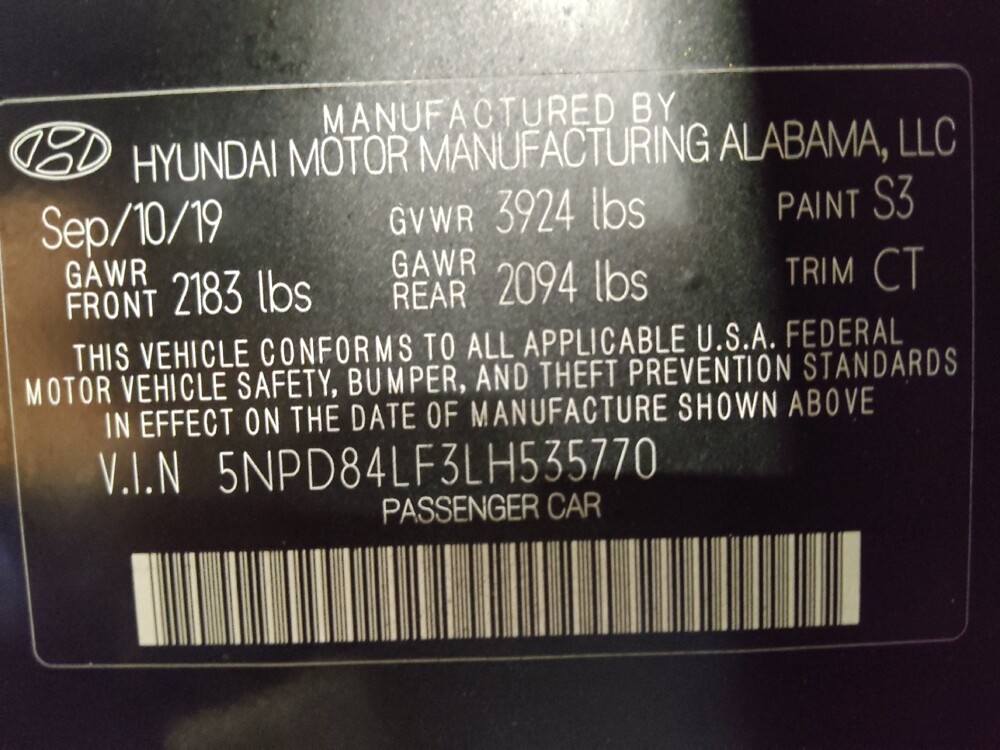 MANUFACTURED BY
HYUNDAI MOTOR MANUFACTURING ALABAMA, LLC
Sep/10/19 GVWR 3924 lbs PAINT S3
GAWR FRONT 2183 lbs GAWR REAR 2094 lbs TRIM CT
THIS VEHICLE CONFORMS TO ALL APPLICABLE U.S.A. FEDERAL
MOTOR VEHICLE SAFETY, BUMPER, AND THEFT PREVENTION STANDARDS
IN EFFECT ON THE DATE OF MANUFACTURE SHOWN ABOVE
V.I.N 5NPD84LF3LH535770
PASSENGER CAR